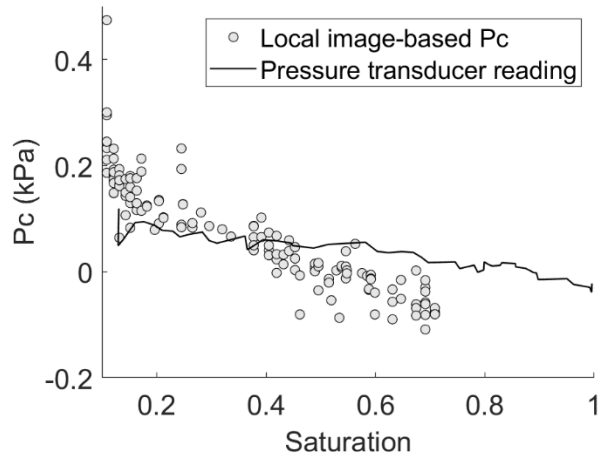 Local image-based Pc
Pressure transducer reading
0.4
0.2
0
-0.2
Pc (kPa)
0.2
0.4
0.6
0.8
1
Saturation